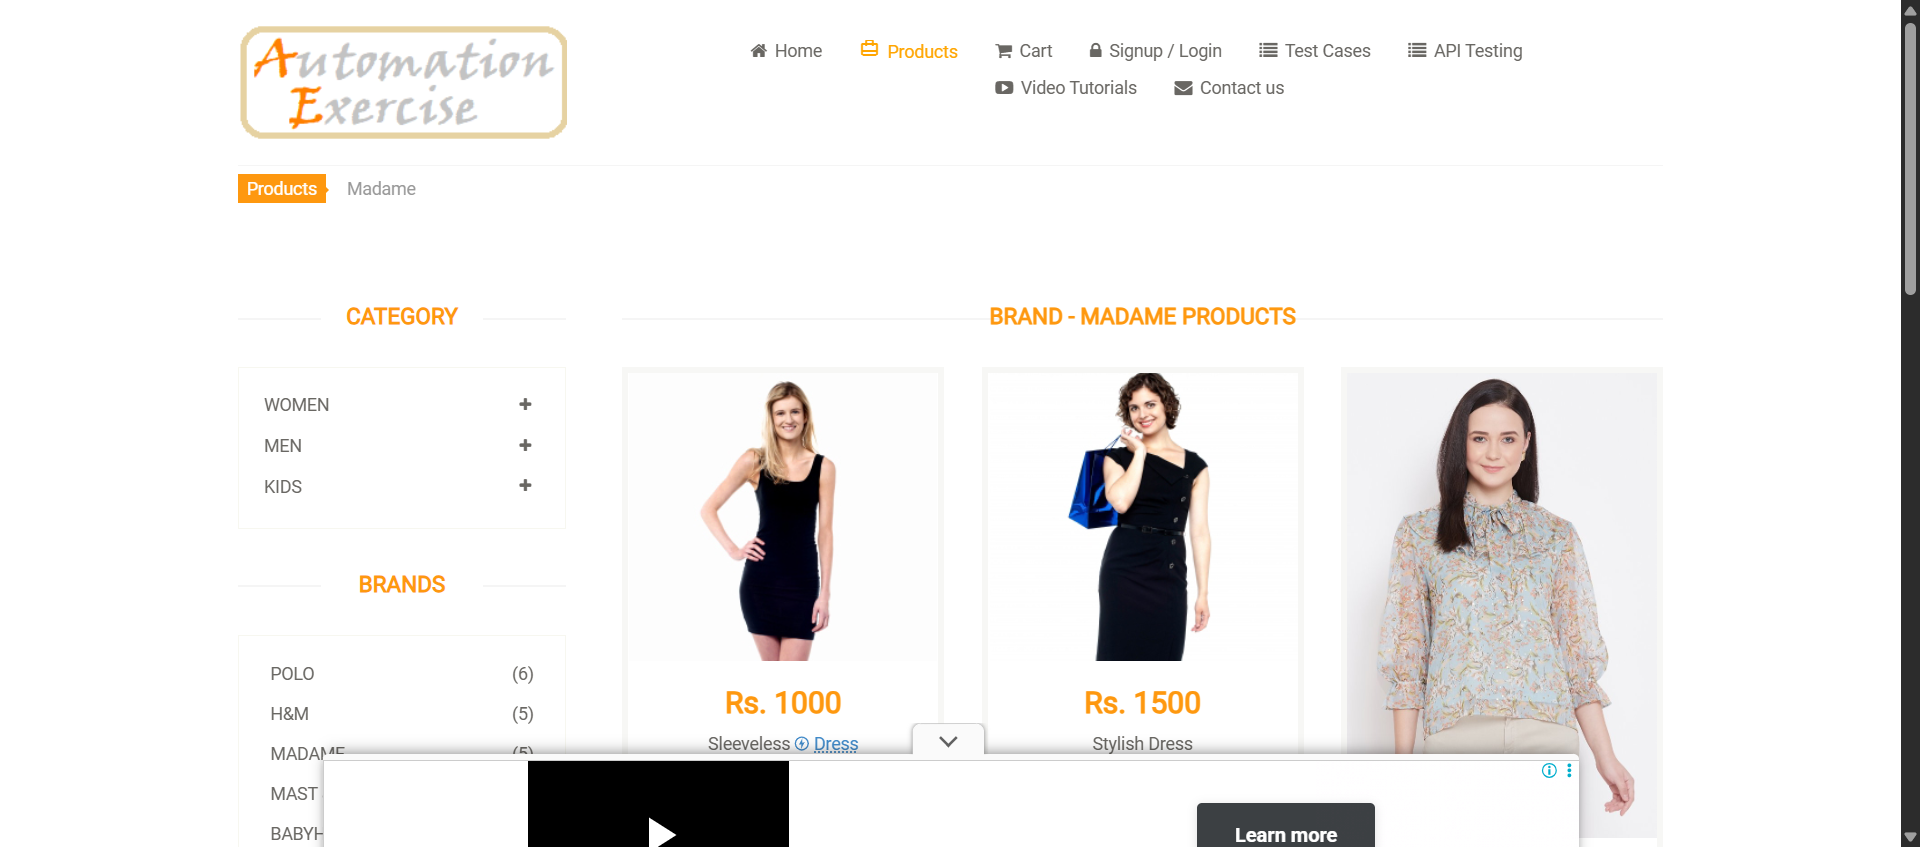 Automation
Exercise
Home
Products
Cart
Signup / Login
Test Cases
API Testing
Video Tutorials
Contact us
Products
Madame
CATEGORY
WOMEN
MEN
KIDS
BRANDS
POLO (6)
H&M (5)
MADAME (5)
MAST
BABYH
BRAND - MADAME PRODUCTS
Rs. 1000
Sleeveless Dress
Rs. 1500
Stylish Dress
Learn more